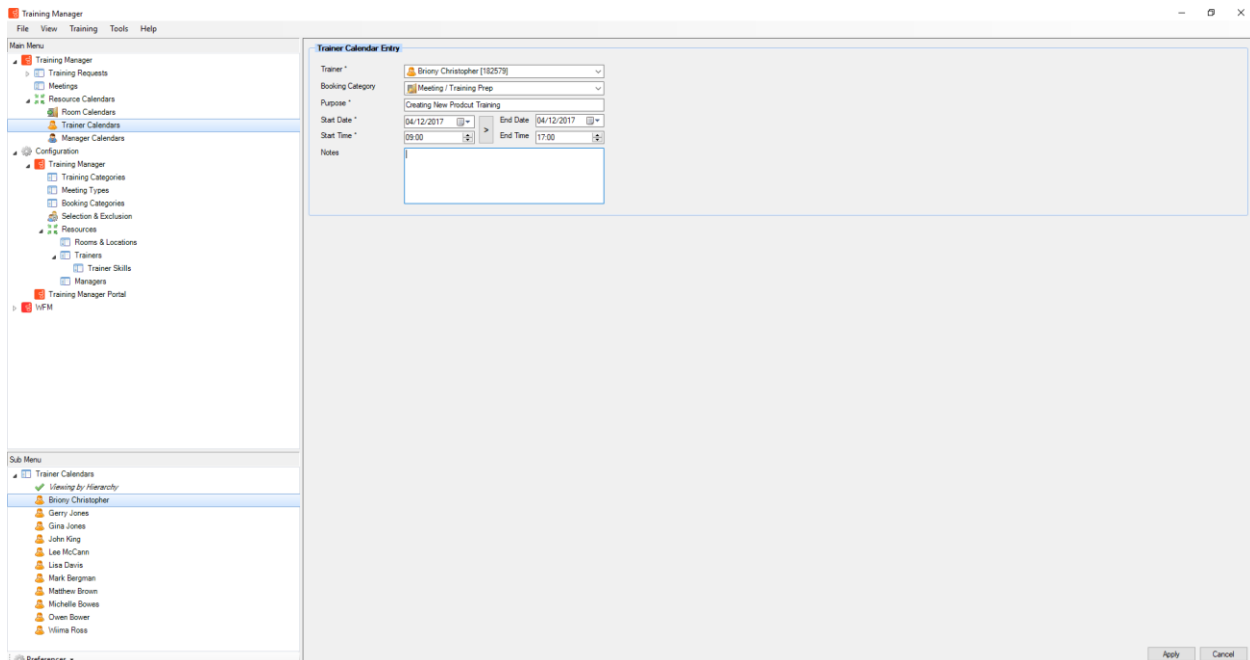 Training Manager
File View Training Tools Help
Main Menu
Training Manager
Training Requests
Meetings
Resource Calendars
Room Calendars
Trainer Calendars
Manager Calendars
Configuration
Training Manager
Training Categories
Meeting Types
Booking Categories
Selection & Exclusion
Resources
Rooms & Locations
Trainers
Trainer Skills
Managers
Training Manager Portal
WFM
Sub Menu
Trainer Calendars
Viewing by Hierarchy
Briony Christopher
Gerry Jones
Gina Jones
John King
Lee McCann
Lisa Davis
Mark Bergman
Matthew Brown
Michelle Bowes
Owen Bower
Wiima Ross
Preferences
Trainer Calendar Entry
Trainer * Briony Christopher [182579]
Booking Category Meeting / Training Prep
Purpose * Creating New Prodcut Training
Start Date * 04/12/2017 > End Date 04/12/2017
Start Time * 09:00 End Time 17:00
Notes
Apply Cancel